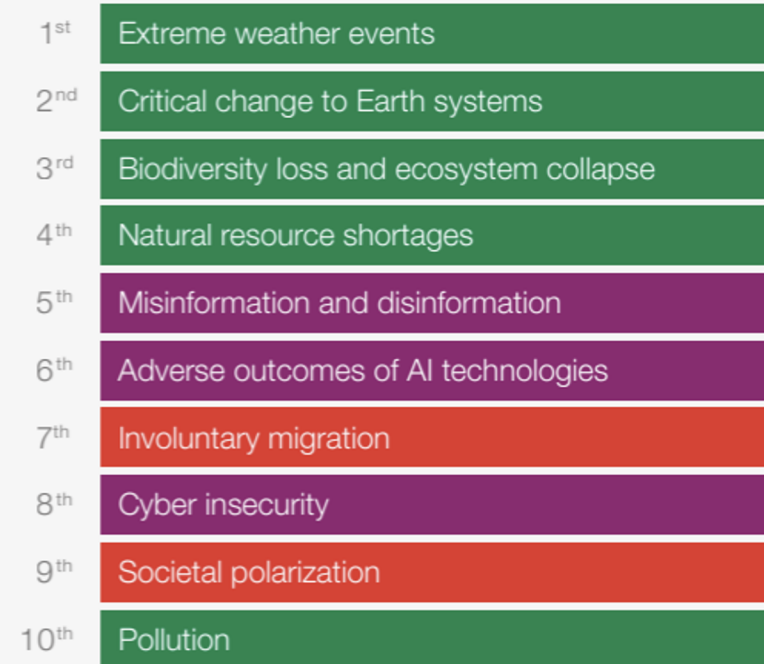 1st Extreme weather events
2nd Critical change to Earth systems
3rd Biodiversity loss and ecosystem collapse
4th Natural resource shortages
5th Misinformation and disinformation
6th Adverse outcomes of AI technologies
7th Involuntary migration
8th Cyber insecurity
9th Societal polarization
10th Pollution